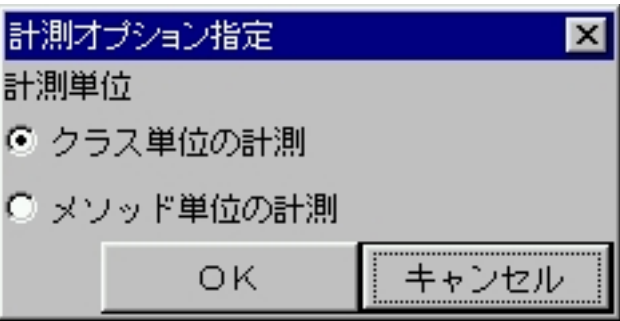 計測オプション指定
計測単位
クラス単位の計測
メソッド単位の計測
ＯＫ キャンセル